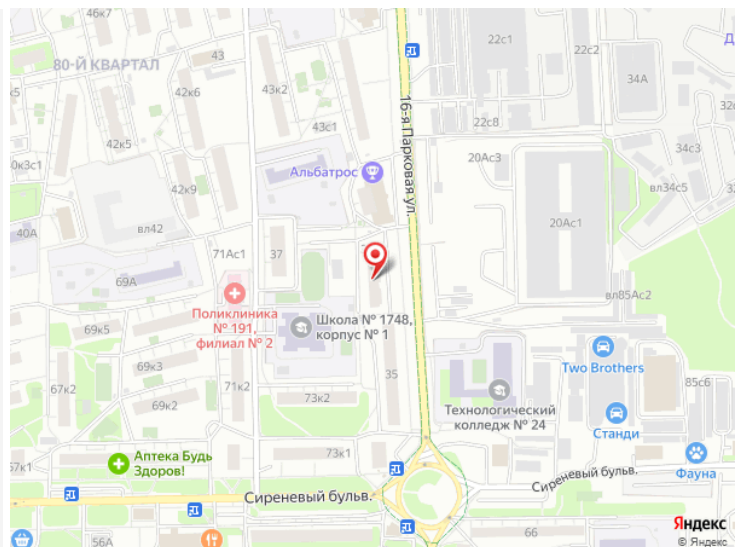 22с1
22с2
Д
43
80-Й КВАРТАЛ
34А
42к6
43к2
к5
32с
42к5
43с1
22с8
16-я Парковая ул.
34с3
0к3с1
20Ас3
Альбатрос
42к9
вл34с5
20Ас1
вл42
40А
71Ас1
37
69А
вл85Ас2
Поликлиника
№ 191,
филиал № 2
Школа № 1748,
корпус № 1
69к5
Two Brothers
69к3
35
85с6
67к2
71к2
73к2
69к2
Технологический
колледж № 24
Станди
73к1
Аптека Будь
Здоров!
67к1
Фауна
Сиреневый бульв.
Сиреневый бульв.
Яндекс
66
56А
© Яндекс